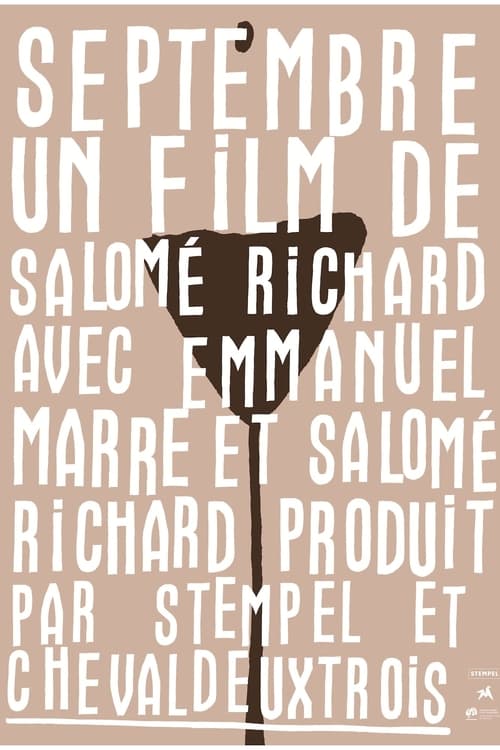 SEPTEMBRE
UN FiLM DE
SALOMÉ RiCHARD
AVEC EMMANUEL
MARRE ET SALOMÉ
RiCHARD PRODUiT
PAR STEMPEL ET
CHEVALDEUXTROiS
STEMPEL